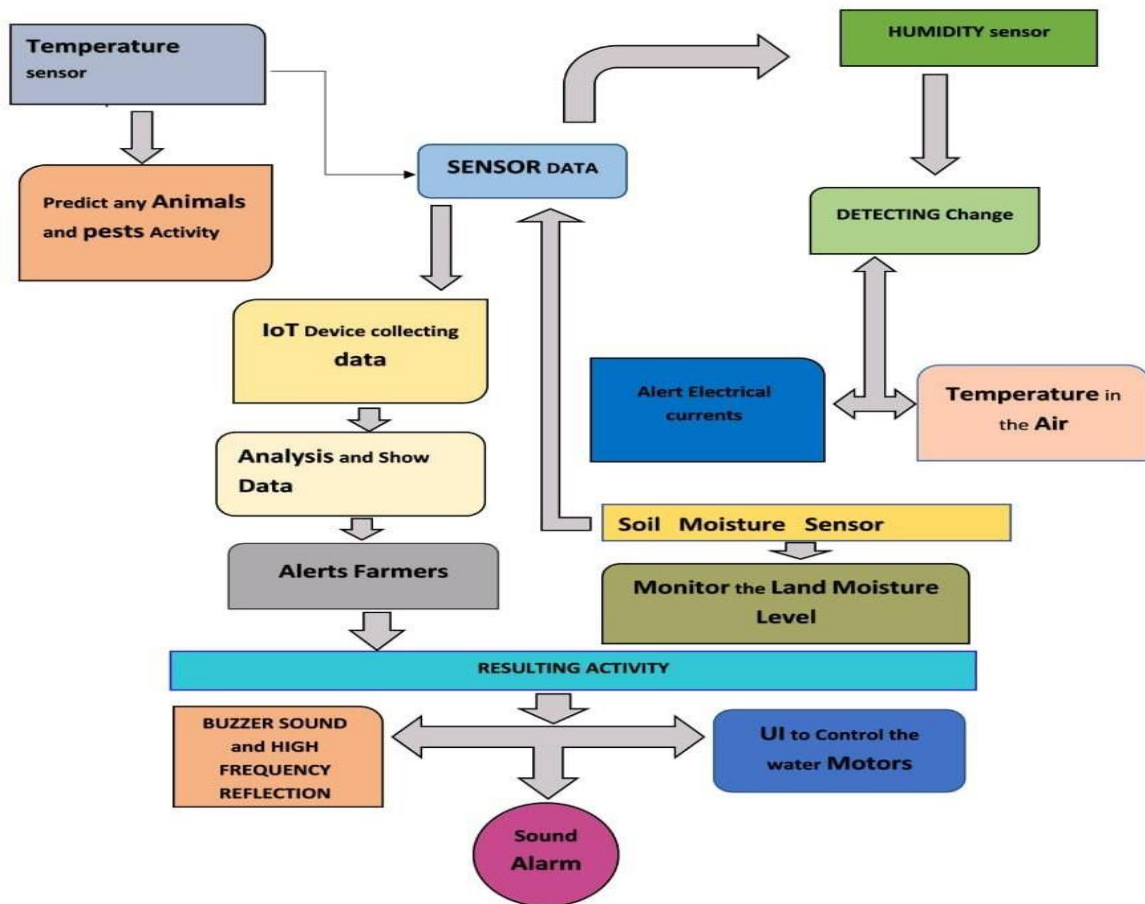 Temperature
sensor
HUMIDITY sensor
SENSOR DATA
Predict any Animals
and pests Activity
DETECTING Change
IoT Device collecting
data
Alert Electrical
currents
Temperature in
the Air
Analysis and Show
Data
Soil Moisture Sensor
Alerts Farmers
Monitor the Land Moisture
Level
RESULTING ACTIVITY
BUZZER SOUND
and HIGH
FREQUENCY
REFLECTION
UI to Control the
water Motors
Sound
Alarm